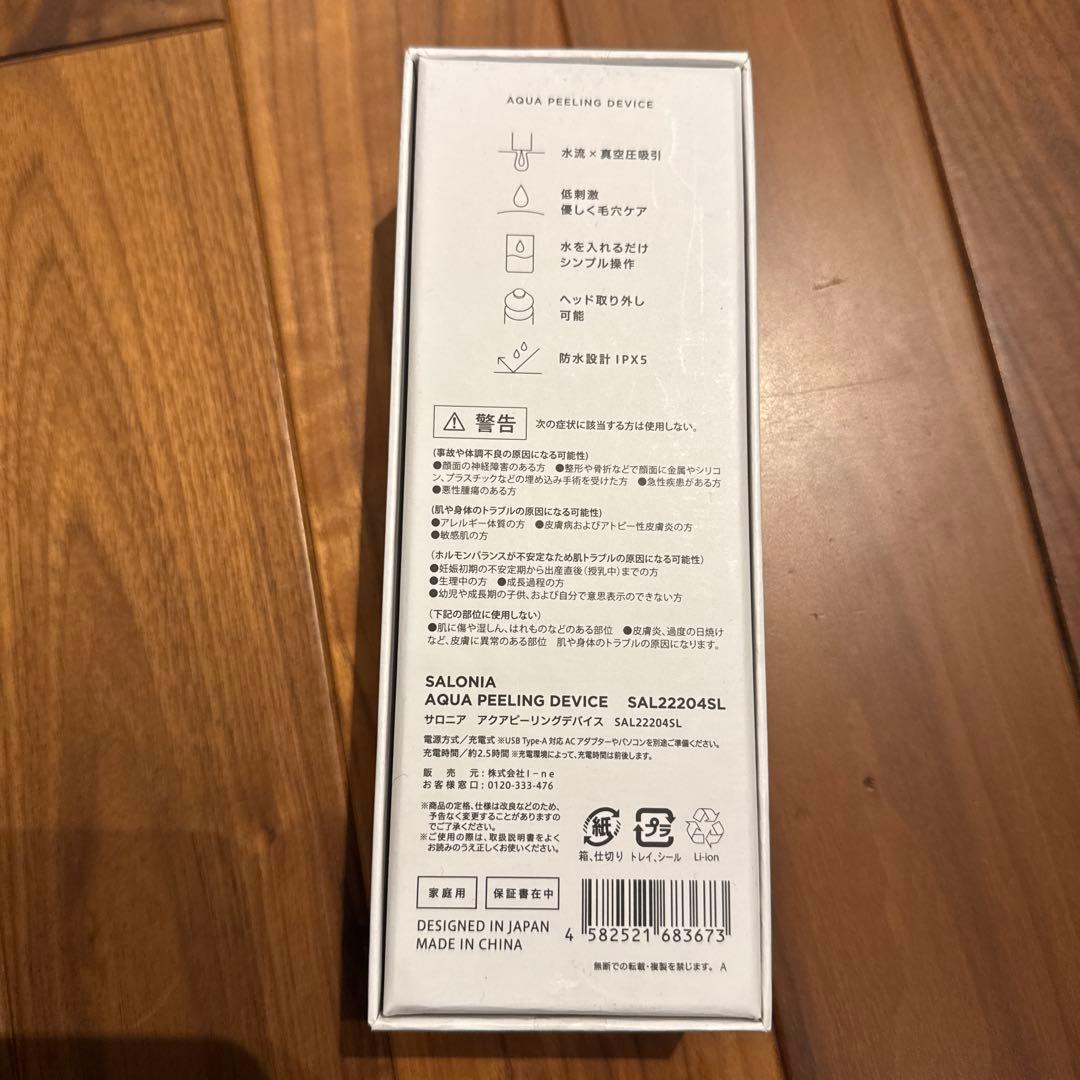 AQUA PEELING DEVICE
水流×真空圧吸引
低刺激
優しく毛穴ケア
水を入れるだけ
シンプル操作
ヘッド取り外し
可能
防水設計 IPX5
警告 次の症状に該当する方は使用しない。
(事故や体調不良の原因になる可能性)
●顔面の神経障害のある方 ●整形や骨折などで顔面に金属やシリコ
ン、プラスチックなどの埋め込み手術を受けた方 ●急性疾患がある方
●悪性腫瘍のある方
(肌や身体のトラブルの原因になる可能性)
●アレルギー体質の方 ●皮膚病およびアトピー性皮膚炎の方
●敏感肌の方
(ホルモンバランスが不安定なため肌トラブルの原因になる可能性)
●妊娠初期の不安定期から出産直後(授乳中)までの方
●生理中の方 ●成長過程の方
●幼児や成長期の子供、および自分で意思表示のできない方
(下記の部位に使用しない)
●肌に傷や湿しん、はれものなどのある部位 ●皮膚炎、過度の日焼け
など、皮膚に異常のある部位 肌や身体のトラブルの原因になります。
SALONIA
AQUA PEELING DEVICE SAL22204SL
サロニア アクアピーリングデバイス SAL22204SL
電源方式/充電式 ※USB Type-A対応ACアダプターやパソコンを別途ご準備ください。
充電時間/約2.5時間 ※充電環境によって、充電時間は前後します。
販売元:株式会社I-ne
お客様窓口:0120-333-476
※商品の定格、仕様は改良などのため、
予告なく変更することがありますの
でご了承ください。
※ご使用の際は、取扱説明書をよく
お読みのうえ正しくお使いください。
紙
箱、仕切り
プラ
トレイ、シール
Li-ion
家庭用
保証書在中
DESIGNED IN JAPAN
MADE IN CHINA
4 582521 683673
無断での転載・複製を禁じます。 A